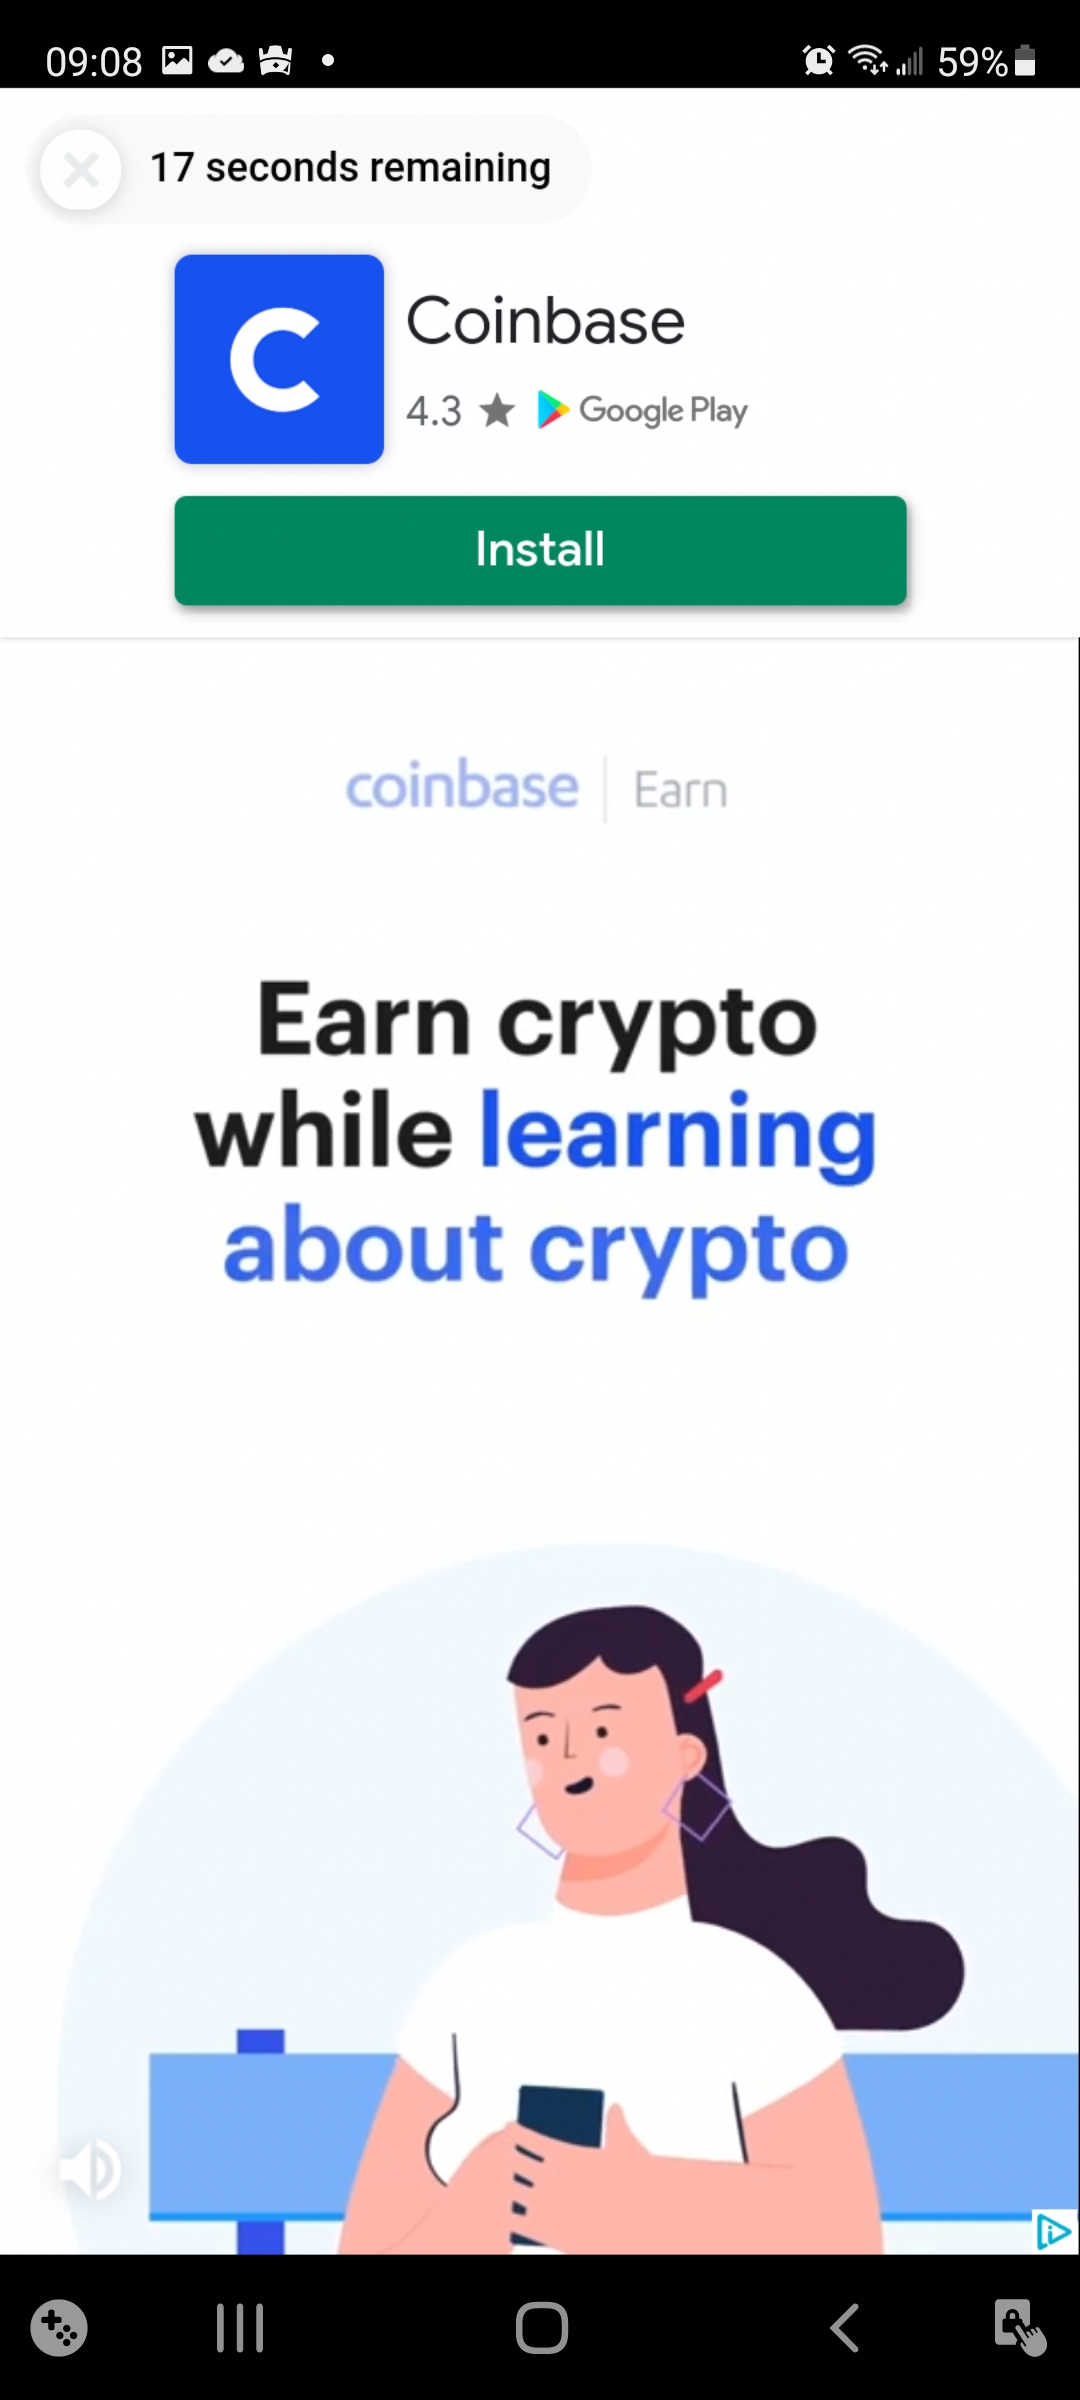 09:08 59%
17 seconds remaining
C
Coinbase
4.3 ★ Google Play
Install
coinbase | Earn
Earn crypto
while learning
about crypto